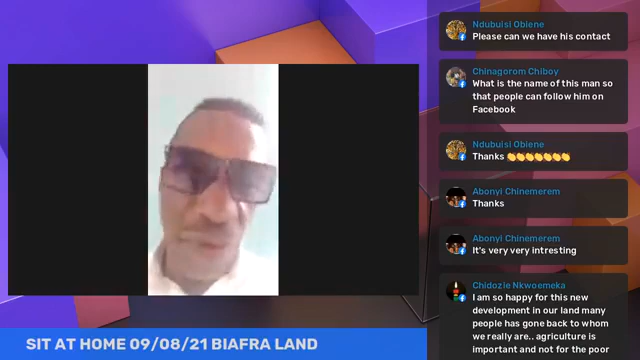 Ndubuisi Obiene
Please can we have his contact
Chinagorom Chiboy
What is the name of this man so
that people can follow him on
Facebook
Ndubuisi Obiene
Thanks 👏👏👏👏👏👏👏
Abonyi Chinemerem
Thanks
Abonyi Chinemerem
It's very very intresting
Chidozie Nkwoemeka
I am so happy for this new
development in our land many
people has gone back to whom
we really are.. agriculture is
important and not for the poor
SIT AT HOME 09/08/21 BIAFRA LAND